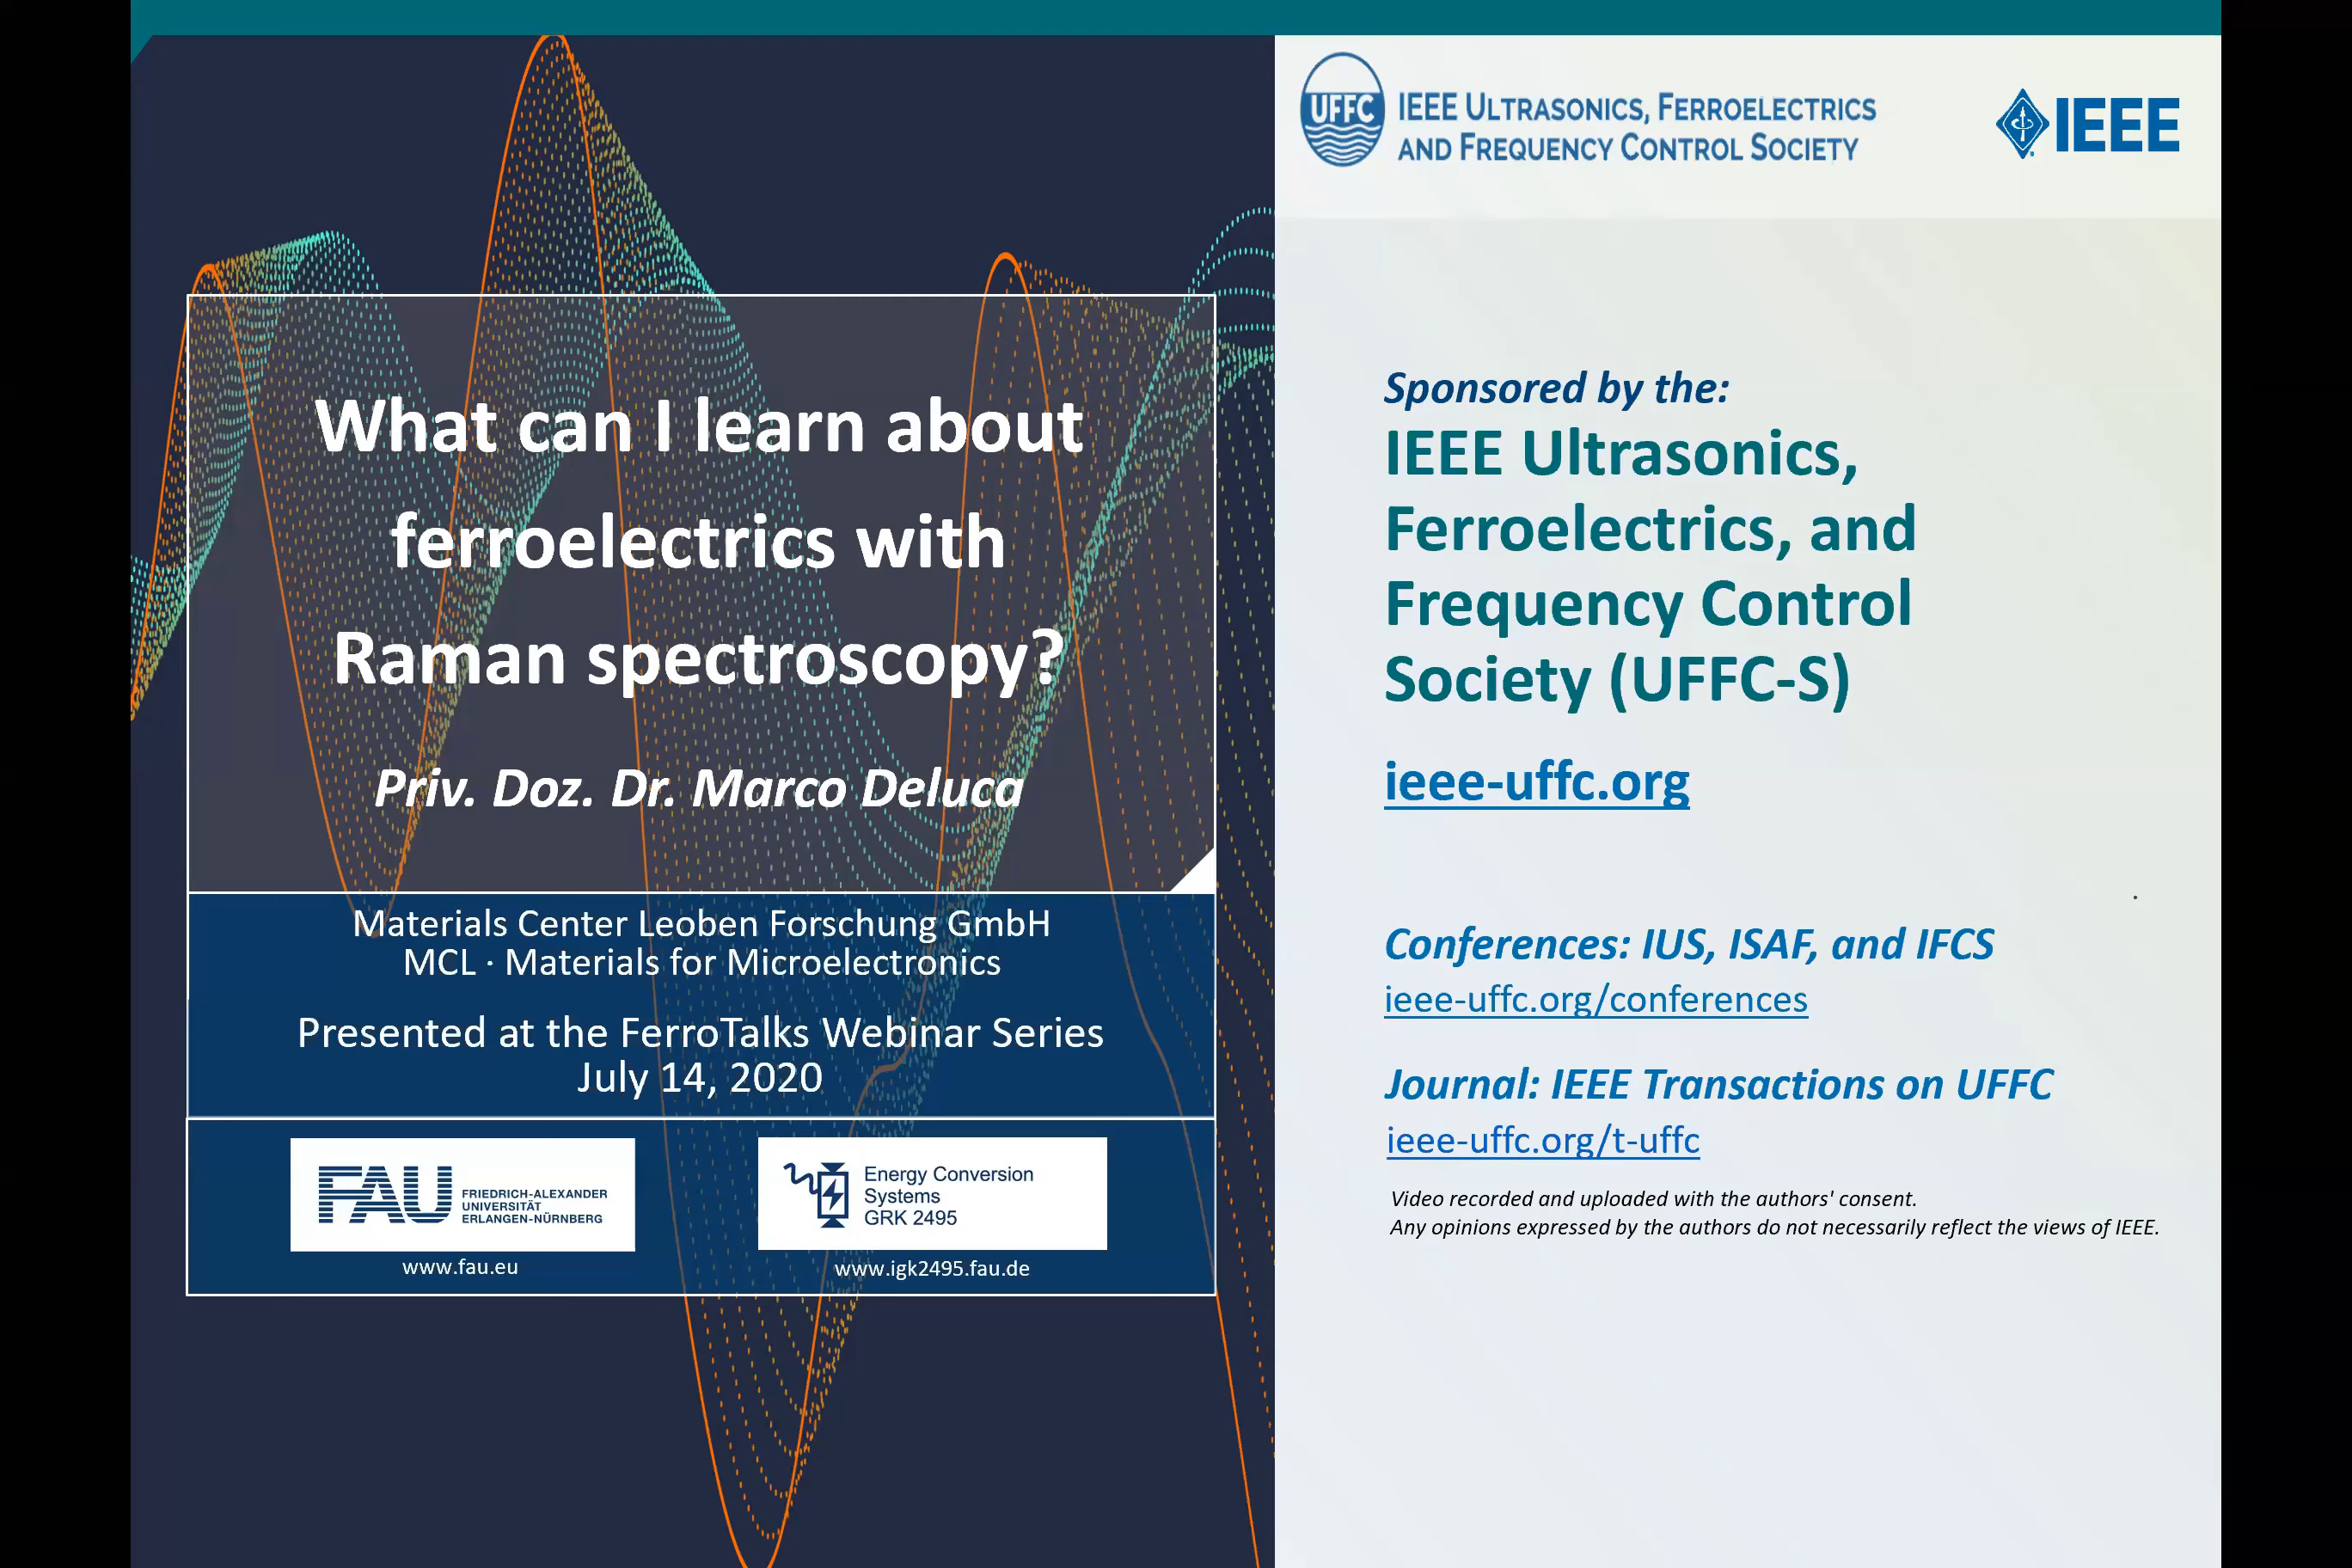 What can I learn about
ferroelectrics with
Raman spectroscopy?
Priv. Doz. Dr. Marco Deluca
Materials Center Leoben Forschung GmbH
MCL · Materials for Microelectronics
Presented at the FerroTalks Webinar Series
July 14, 2020
FAU FRIEDRICH-ALEXANDER
UNIVERSITÄT
ERLANGEN-NÜRNBERG
www.fau.eu
Energy Conversion
Systems
GRK 2495
www.igk2495.fau.de
UFFC
IEEE ULTRASONICS, FERROELECTRICS
AND FREQUENCY CONTROL SOCIETY
IEEE
Sponsored by the:
IEEE Ultrasonics,
Ferroelectrics, and
Frequency Control
Society (UFFC-S)
ieee-uffc.org
Conferences: IUS, ISAF, and IFCS
ieee-uffc.org/conferences
Journal: IEEE Transactions on UFFC
ieee-uffc.org/t-uffc
Video recorded and uploaded with the authors' consent.
Any opinions expressed by the authors do not necessarily reflect the views of IEEE.